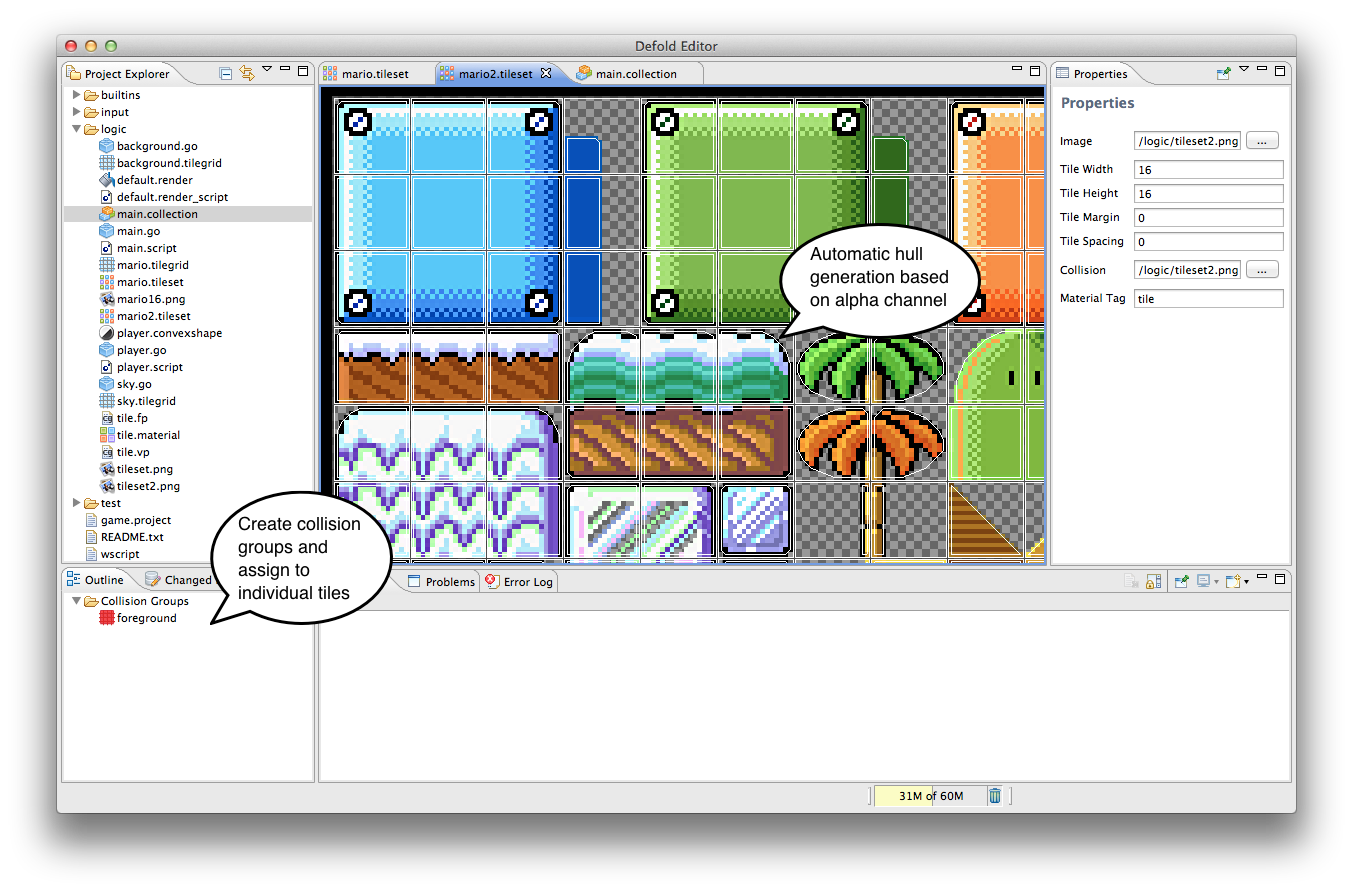 Defold Editor
Project Explorer
builtins
input
logic
background.go
background.tilegrid
default.render
default.render_script
main.collection
main.go
main.script
mario.tilegrid
mario.tileset
mario16.png
mario2.tileset
player.convexshape
player.go
player.script
sky.go
sky.tilegrid
tile.fp
tile.material
tile.vp
tileset.png
tileset2.png
test
game.project
README.txt
wscript
mario.tileset
mario2.tileset
main.collection
Automatic hull
generation based
on alpha channel
Properties
Properties
Image /logic/tileset2.png ...
Tile Width 16
Tile Height 16
Tile Margin 0
Tile Spacing 0
Collision /logic/tileset2.png ...
Material Tag tile
Outline
Changed
Collision Groups
foreground
Create collision
groups and
assign to
individual tiles
Problems
Error Log
31M of 60M